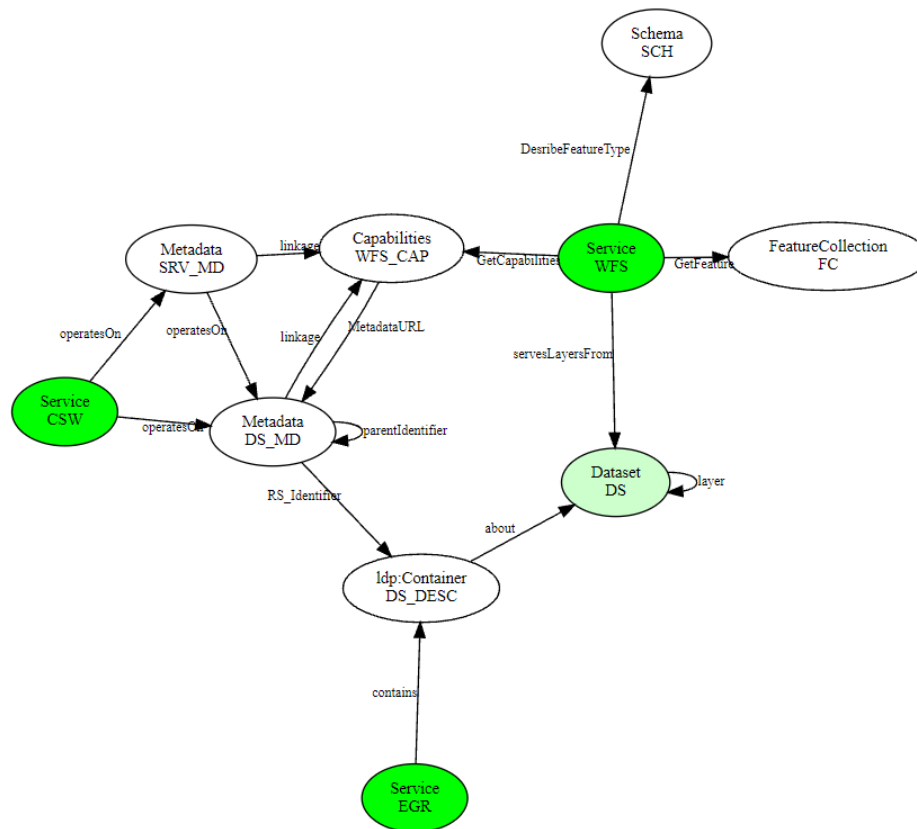 Schema
SCH
DesribeFeatureType
Capabilities
WFS_CAP
Service
WFS
FeatureCollection
FC
Metadata
SRV_MD
linkage
GetCapabilities
GetFeature
operatesOn
operatesOn
linkage
MetadataURL
servesLayersFrom
Service
CSW
operatesOn
Metadata
DS_MD
parentIdentifier
Dataset
DS
layer
RS_Identifier
about
ldp:Container
DS_DESC
contains
Service
EGR